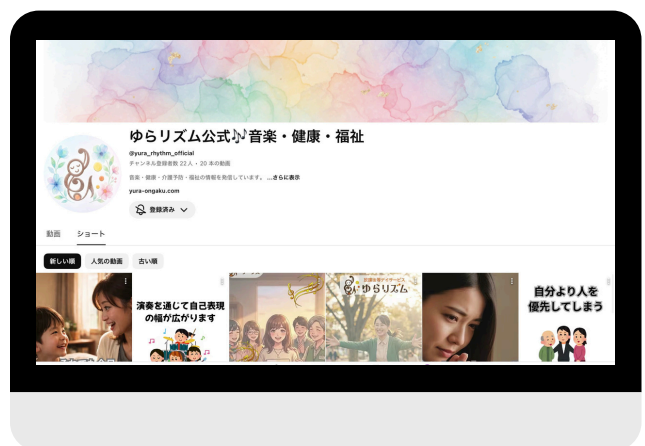 ゆらリズム公式🎶音楽・健康・福祉
@yura_rhythm_official
チャンネル登録者数 22 人・20 本の動画
音楽・健康・介護予防・福祉の情報を発信しています。 ...さらに表示
yura-ongaku.com
登録済み
動画 ショート
新しい順 人気の動画 古い順
演奏を通じて自己表現
の幅が広がります
ゆらリズム
自分より人を
優先してしまう